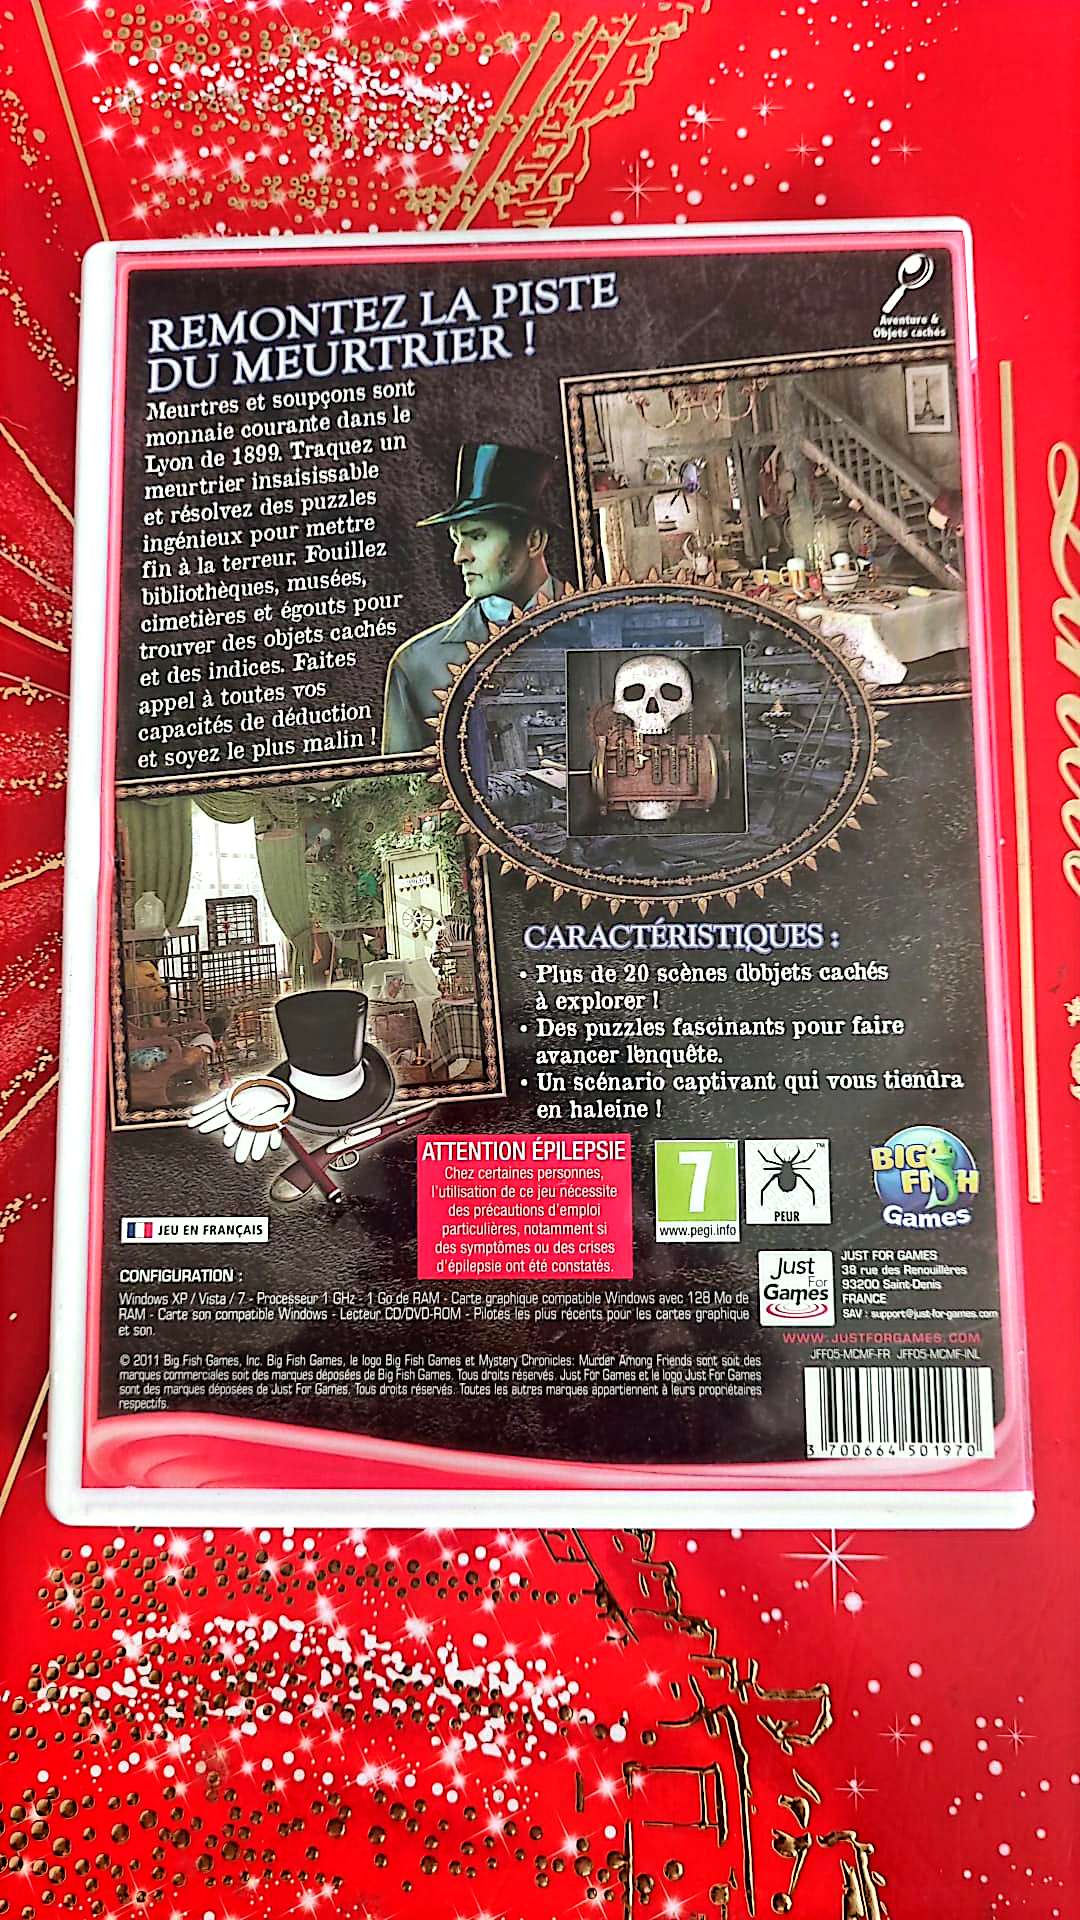 REMONTEZ LA PISTE
DU MEURTRIER !
Aventure &
Objets cachés
Meurtres et soupçons sont
monnaie courante dans le
Lyon de 1899. Traquez un
meurtrier insaisissable
et résolvez des puzzles
ingénieux pour mettre
fin à la terreur. Fouillez
bibliothèques, musées,
cimetières et égouts pour
trouver des objets cachés
et des indices. Faites
appel à toutes vos
capacités de déduction
et soyez le plus malin !
CARACTÉRISTIQUES :
• Plus de 20 scènes d'objets cachés
à explorer !
• Des puzzles fascinants pour faire
avancer l'enquête.
• Un scénario captivant qui vous tiendra
en haleine !
ATTENTION ÉPILEPSIE
Chez certaines personnes,
l'utilisation de ce jeu nécessite
des précautions d'emploi
particulières, notamment si
des symptômes ou des crises
d'épilepsie ont été constatés.
7
TM
www.pegi.info
TM
PEUR
BIG
FISH
Games
JEU EN FRANÇAIS
CONFIGURATION :
Windows XP / Vista / 7 - Processeur 1 GHz - 1 Go de RAM - Carte graphique compatible Windows avec 128 Mo de
RAM - Carte son compatible Windows - Lecteur CD/DVD-ROM - Pilotes les plus récents pour les cartes graphique
et son.
Just
For
Games
JUST FOR GAMES
38 rue des Renouillères
93200 Saint-Denis
FRANCE
SAV : support@just-for-games.com
WWW.JUSTFORGAMES.COM
JFF05-MCMF-FR JFF05-MCMF-INL
© 2011 Big Fish Games, Inc. Big Fish Games, le logo Big Fish Games et Mystery Chronicles: Murder Among Friends sont soit des
marques commerciales soit des marques déposées de Big Fish Games. Tous droits réservés. Just For Games et le logo Just For Games
sont des marques déposées de Just For Games. Tous droits réservés. Toutes les autres marques appartiennent à leurs propriétaires
respectifs.
3 700664 501970